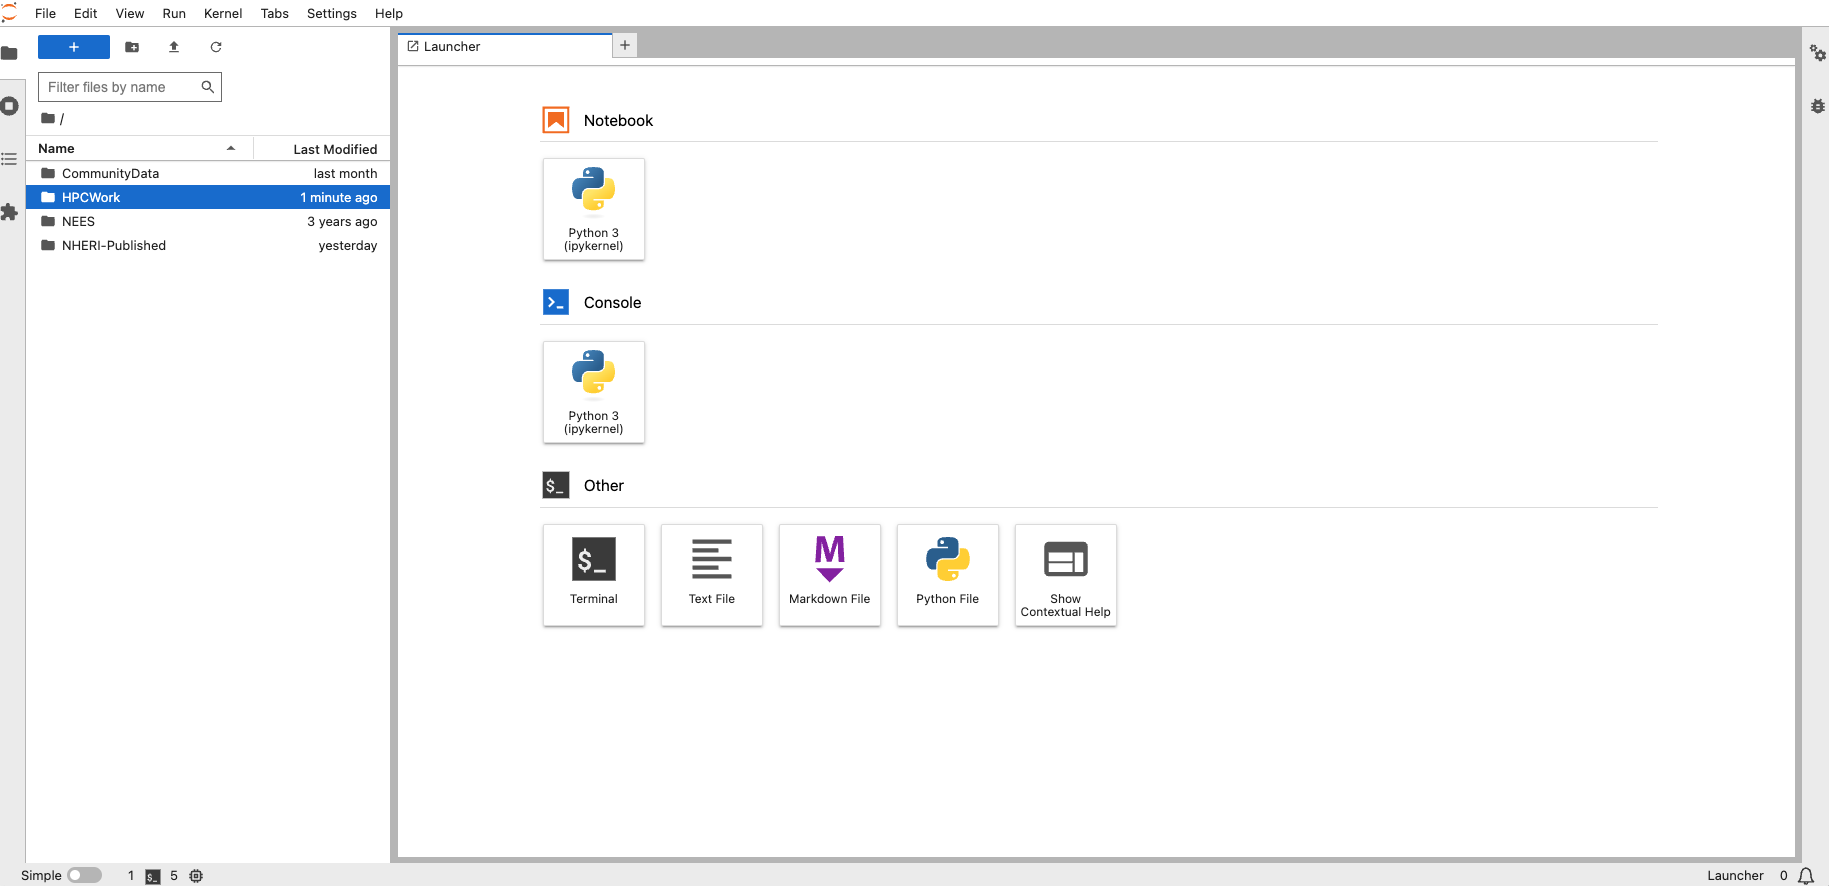 File Edit View Run Kernel Tabs Settings Help
+
Filter files by name
/
Name Last Modified
CommunityData last month
HPCWork 1 minute ago
NEES 3 years ago
NHERI-Published yesterday
Launcher +
Notebook
Python 3
(ipykernel)
>_ Console
Python 3
(ipykernel)
$_ Other
$_
Terminal
Text File
M
Markdown File
Python File
Show
Contextual Help
Simple 1 $_ 5
Launcher 0